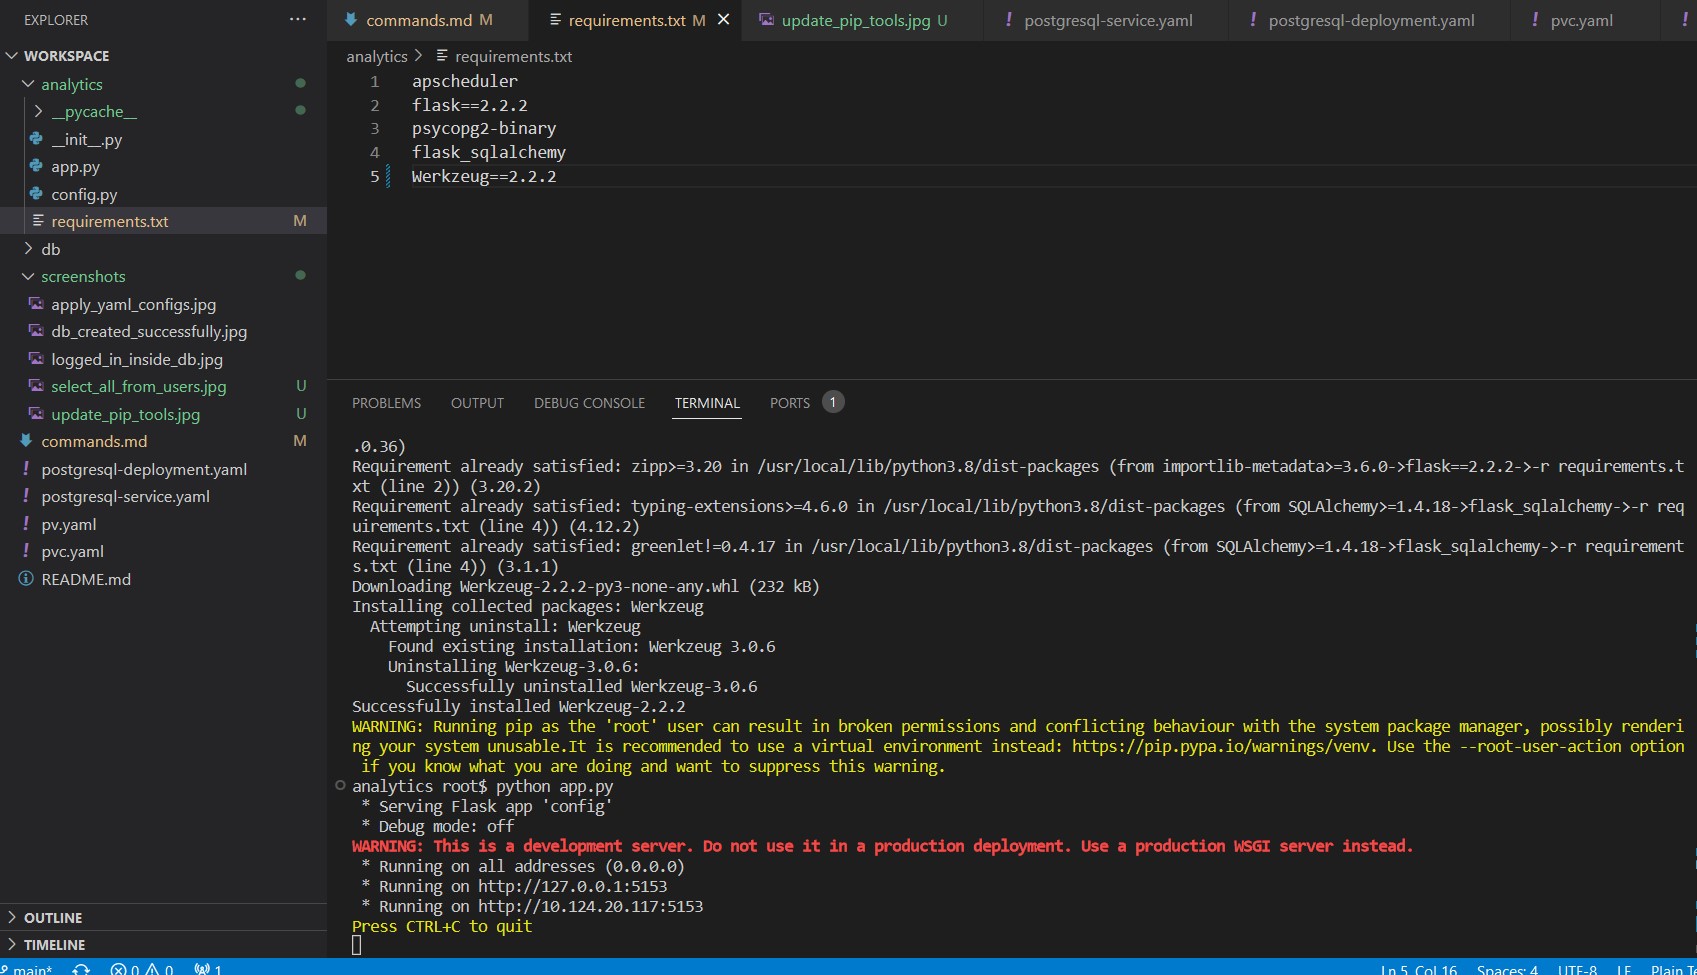 EXPLORER
WORKSPACE
analytics
__pycache__
__init__.py
app.py
config.py
requirements.txt M
db
screenshots
apply_yaml_configs.jpg
db_created_successfully.jpg
logged_in_inside_db.jpg
select_all_from_users.jpg U
update_pip_tools.jpg U
commands.md M
postgresql-deployment.yaml
postgresql-service.yaml
pv.yaml
pvc.yaml
README.md
OUTLINE
TIMELINE
commands.md M
requirements.txt M
update_pip_tools.jpg U
postgresql-service.yaml
postgresql-deployment.yaml
pvc.yaml
analytics > requirements.txt
1 apscheduler
2 flask==2.2.2
3 psycopg2-binary
4 flask_sqlalchemy
5 Werkzeug==2.2.2
PROBLEMS OUTPUT DEBUG CONSOLE TERMINAL PORTS 1
.0.36)
Requirement already satisfied: zipp>=3.20 in /usr/local/lib/python3.8/dist-packages (from importlib-metadata>=3.6.0->flask==2.2.2->-r requirements.t
xt (line 2)) (3.20.2)
Requirement already satisfied: typing-extensions>=4.6.0 in /usr/local/lib/python3.8/dist-packages (from SQLAlchemy>=1.4.18->flask_sqlalchemy->-r req
uirements.txt (line 4)) (4.12.2)
Requirement already satisfied: greenlet!=0.4.17 in /usr/local/lib/python3.8/dist-packages (from SQLAlchemy>=1.4.18->flask_sqlalchemy->-r requirement
s.txt (line 4)) (3.1.1)
Downloading Werkzeug-2.2.2-py3-none-any.whl (232 kB)
Installing collected packages: Werkzeug
Attempting uninstall: Werkzeug
Found existing installation: Werkzeug 3.0.6
Uninstalling Werkzeug-3.0.6:
Successfully uninstalled Werkzeug-3.0.6
Successfully installed Werkzeug-2.2.2
WARNING: Running pip as the 'root' user can result in broken permissions and conflicting behaviour with the system package manager, possibly renderi
ng your system unusable.It is recommended to use a virtual environment instead: https://pip.pypa.io/warnings/venv. Use the --root-user-action option
if you know what you are doing and want to suppress this warning.
analytics root$ python app.py
* Serving Flask app 'config'
* Debug mode: off
WARNING: This is a development server. Do not use it in a production deployment. Use a production WSGI server instead.
* Running on all addresses (0.0.0.0)
* Running on http://127.0.0.1:5153
* Running on http://10.124.20.117:5153
Press CTRL+C to quit
main* 0 0 1 Ln 5, Col 16 Spaces: 4 UTF-8 LF Plain Te